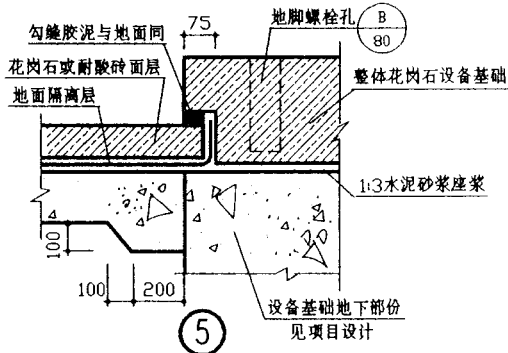 75
地脚螺栓孔
B
80
勾缝胶泥与地面同
花岗石或耐酸砖面层
地面隔离层
整体花岗石设备基础
1:3水泥砂浆座浆
100
100
200
设备基础地下部份
见项目设计
5